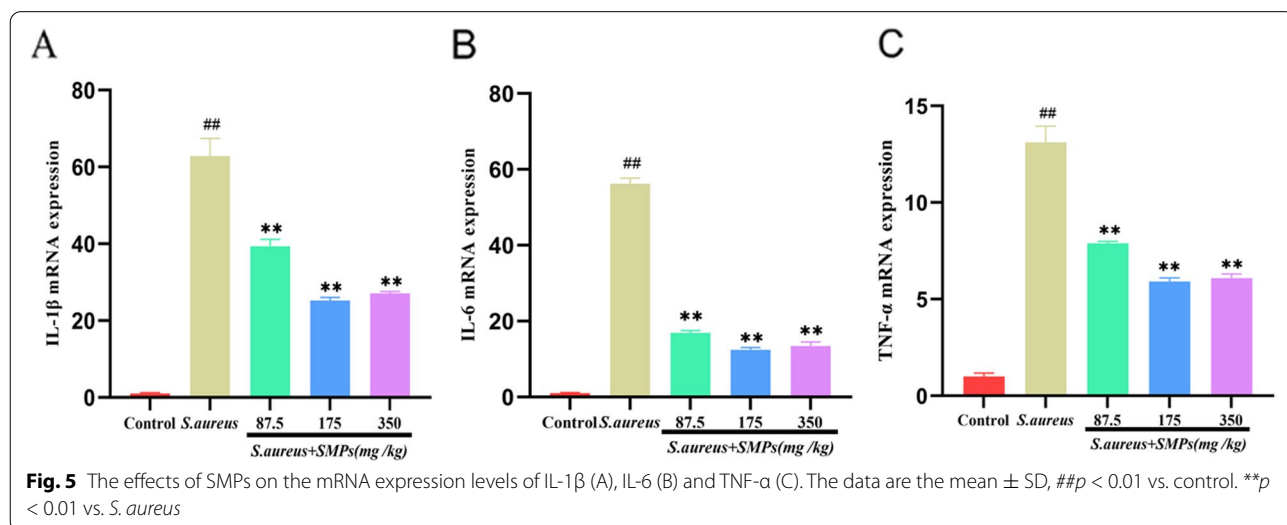 A
IL-1β mRNA expression
80
60
40
20
0
##
**
**
**
Control S.aureus 87.5 175 350
S.aureus+SMPs(mg /kg)
B
IL-6 mRNA expression
80
60
40
20
0
##
**
**
**
Control S.aureus 87.5 175 350
S.aureus+SMPs(mg /kg)
C
TNF-α mRNA expression
15
10
5
0
##
**
**
**
Control S.aureus 87.5 175 350
S.aureus+SMPs(mg /kg)
Fig. 5 The effects of SMPs on the mRNA expression levels of IL-1β (A), IL-6 (B) and TNF-α (C). The data are the mean ± SD, ##p < 0.01 vs. control. **p
< 0.01 vs. S. aureus